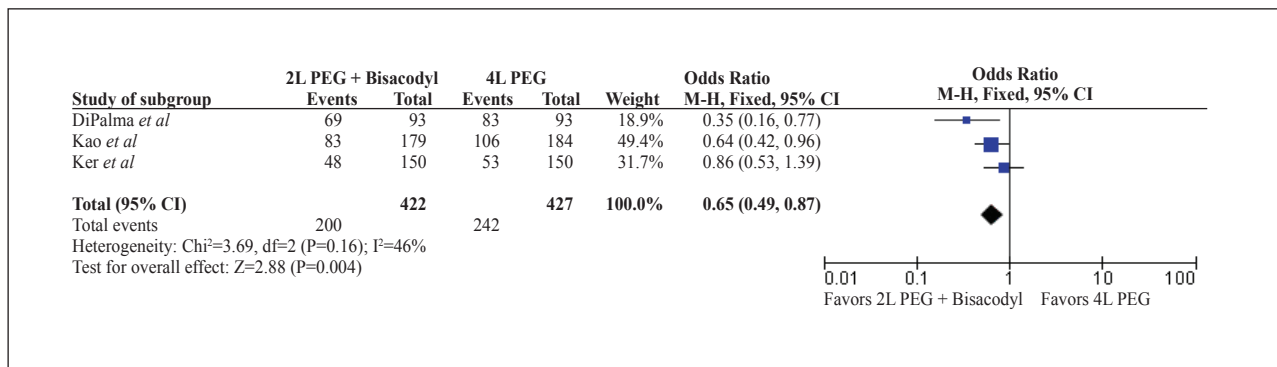 2L PEG + Bisacodyl 4L PEG Odds Ratio Odds Ratio
Study of subgroup Events Total Events Total Weight M-H, Fixed, 95% CI M-H, Fixed, 95% CI
DiPalma et al 69 93 83 93 18.9% 0.35 (0.16, 0.77)
Kao et al 83 179 106 184 49.4% 0.64 (0.42, 0.96)
Ker et al 48 150 53 150 31.7% 0.86 (0.53, 1.39)
Total (95% CI) 422 427 100.0% 0.65 (0.49, 0.87)
Total events 200 242
Heterogeneity: Chi²=3.69, df=2 (P=0.16); I²=46%
Test for overall effect: Z=2.88 (P=0.004)
0.01 0.1 1 10 100
Favors 2L PEG + Bisacodyl Favors 4L PEG